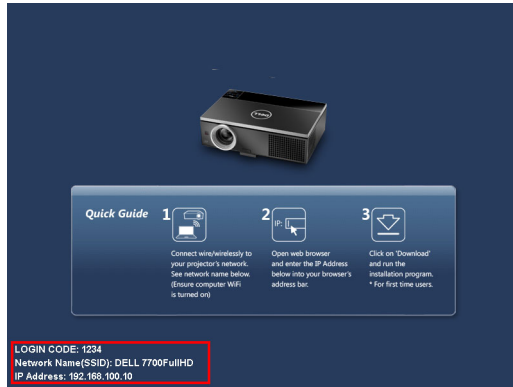 DELL
Quick Guide
1
Connect wire/wirelessly to
your projector's network.
See network name below.
(Ensure computer WiFi
is turned on)
2
IP:
Open web browser
and enter the IP Address
below into your browser's
address bar.
3
Click on 'Download'
and run the
installation program.
* For first time users.
LOGIN CODE: 1234
Network Name(SSID): DELL 7700FullHD
IP Address: 192.168.100.10